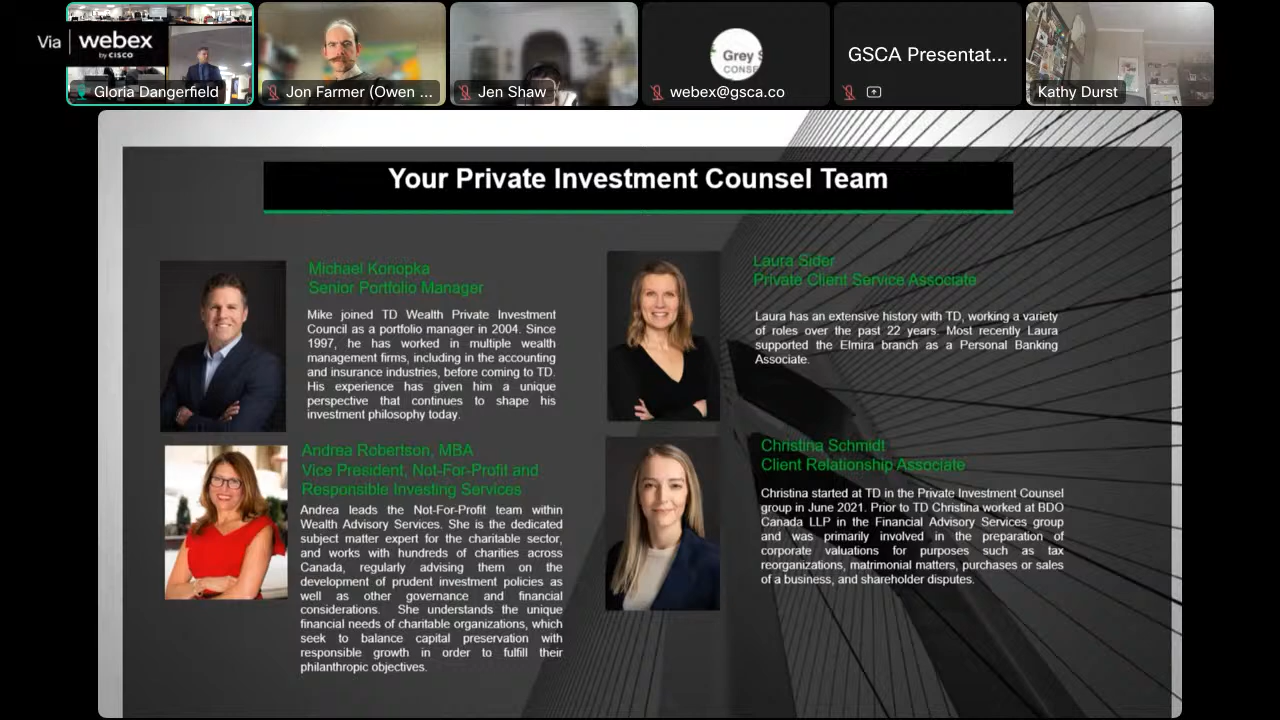 Via webex
by CISCO
Gloria Dangerfield
Jon Farmer (Owen ...
Jen Shaw
Grey S
CONSE
webex@gsca.co
GSCA Presentat...
Kathy Durst
Your Private Investment Counsel Team
Michael Konopka
Senior Portfolio Manager
Mike joined TD Wealth Private Investment
Council as a portfolio manager in 2004. Since
1997, he has worked in multiple wealth
management firms, including in the accounting
and insurance industries, before coming to TD.
His experience has given him a unique
perspective that continues to shape his
investment philosophy today.
Andrea Robertson, MBA
Vice President, Not-For-Profit and
Responsible Investing Services
Andrea leads the Not-For-Profit team within
Wealth Advisory Services. She is the dedicated
subject matter expert for the charitable sector,
and works with hundreds of charities across
Canada, regularly advising them on the
development of prudent investment policies as
well as other governance and financial
considerations. She understands the unique
financial needs of charitable organizations, which
seek to balance capital preservation with
responsible growth in order to fulfill their
philanthropic objectives.
Laura Sider
Private Client Service Associate
Laura has an extensive history with TD, working a variety
of roles over the past 22 years. Most recently Laura
supported the Elmira branch as a Personal Banking
Associate.
Christina Schmidt
Client Relationship Associate
Christina started at TD in the Private Investment Counsel
group in June 2021. Prior to TD Christina worked at BDO
Canada LLP in the Financial Advisory Services group
and was primarily involved in the preparation of
corporate valuations for purposes such as tax
reorganizations, matrimonial matters, purchases or sales
of a business, and shareholder disputes.